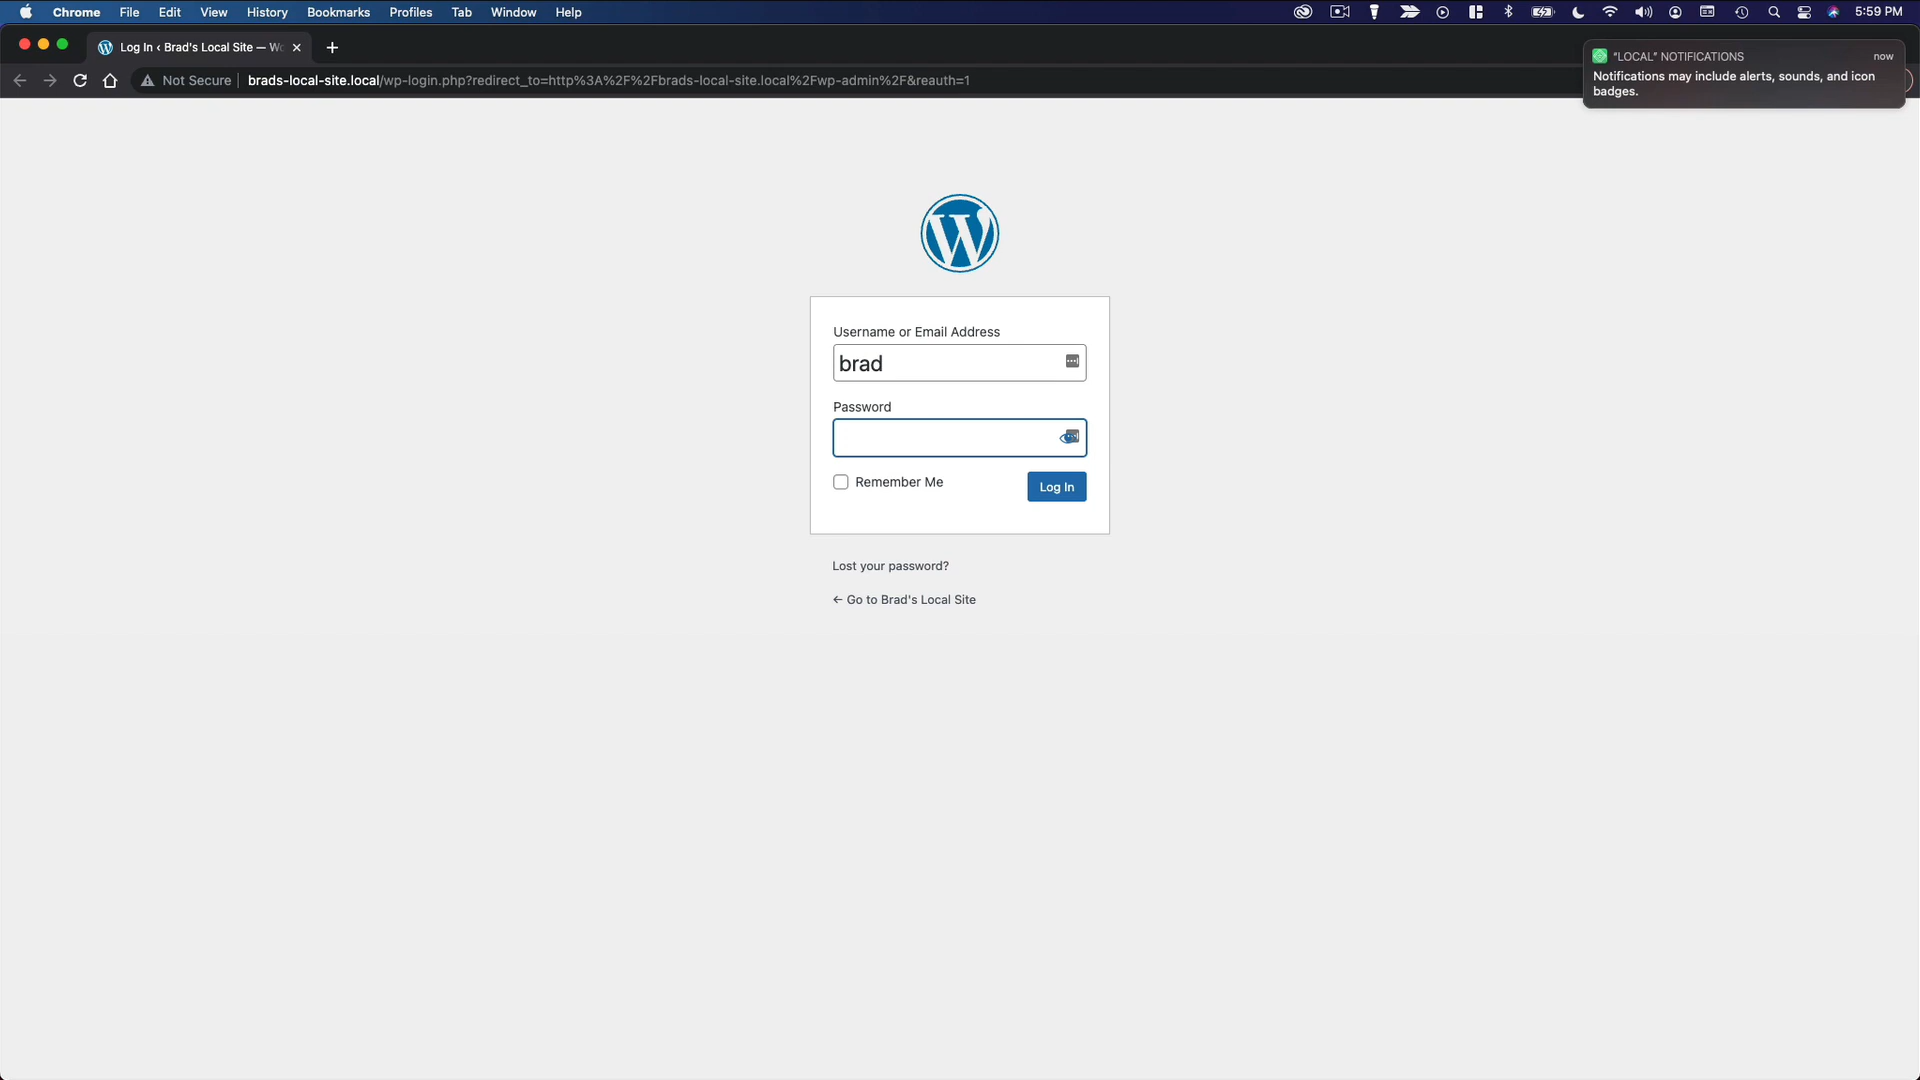 Chrome File Edit View History Bookmarks Profiles Tab Window Help 5:59 PM
Log In ‹ Brad's Local Site — Wo
Not Secure brads-local-site.local/wp-login.php?redirect_to=http%3A%2F%2Fbrads-local-site.local%2Fwp-admin%2F&reauth=1
"LOCAL" NOTIFICATIONS now
Notifications may include alerts, sounds, and icon
badges.
Username or Email Address
brad
Password
Remember Me Log In
Lost your password?
← Go to Brad's Local Site